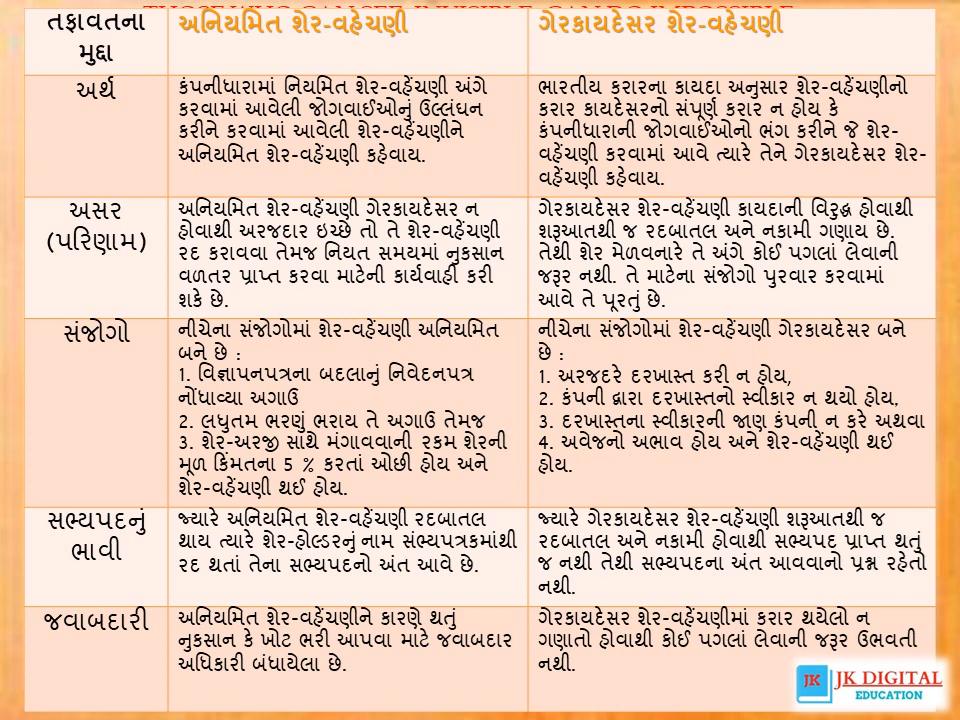 THOSE WHO CAN SEE INVISIBLE, CAN DO IMPOSSIBLE
તફાવતના
મુદ્દા
અનિયમિત શેર-વહેચણી
ગેરકાયદેસર શેર-વહેચણી
અર્થ
કંપનીધારામાં નિયમિત શેર-વહેંચણી અંગે
કરવામાં આવેલી જોગવાઈઓનું ઉલ્લંઘન
કરીને કરવામાં આવેલી શેર-વહેંચણીને
અનિયમિત શેર-વહેંચણી કહેવાય.
ભારતીય કરારના કાયદા અનુસાર શેર-વહેંચણીનો
કરાર કાયદેસરનો સંપૂર્ણ કરાર ન હોય કે
કંપનીધારાની જોગવાઈઓનો ભંગ કરીને જે શેર-
વહેંચણી કરવામાં આવે ત્યારે તેને ગેરકાયદેસર શેર-
વહેંચણી કહેવાય.
અસર
(પરિણામ)
અનિયમિત શેર-વહેંચણી ગેરકાયદેસર ન
હોવાથી અરજદાર ઇચ્છે તો તે શેર-વહેંચણી
રદ કરાવવા તેમજ નિયત સમયમાં નુકસાન
વળતર પ્રાપ્ત કરવા માટેની કાર્યવાહી કરી
શકે છે.
ગેરકાયદેસર શેર-વહેંચણી કાયદાની વિરુદ્ધ હોવાથી
શરૂઆતથી જ રદબાતલ અને નકામી ગણાય છે.
તેથી શેર મેળવનારે તે અંગે કોઈ પગલાં લેવાની
જરૂર નથી. તે માટેના સંજોગો પુરવાર કરવામાં
આવે તે પૂરતું છે.
સંજોગો
નીચેના સંજોગોમાં શેર-વહેંચણી અનિયમિત
બને છે :
1. વિજ્ઞાપનપત્રના બદલાનું નિવેદનપત્ર
નોંધાવ્યા અગાઉ
2. લધુતમ ભરણું ભરાય તે અગાઉ તેમજ
3. શેર-અરજી સાથે મંગાવવાની રકમ શેરની
મૂળ કિંમતના 5 % કરતાં ઓછી હોય અને
શેર-વહેંચણી થઈ હોય.
નીચેના સંજોગોમાં શેર-વહેંચણી ગેરકાયદેસર બને
છે :
1. અરજદરે દરખાસ્ત કરી ન હોય,
2. કંપની દ્વારા દરખાસ્તનો સ્વીકાર ન થયો હોય,
3. દરખાસ્તના સ્વીકારની જાણ કંપની ન કરે અથવા
4. અવેજનો અભાવ હોય અને શેર-વહેંચણી થઈ
હોય.
સભ્યપદનું
ભાવી
જ્યારે અનિયમિત શેર-વહેંચણી રદબાતલ
થાય ત્યારે શેર-હોલ્ડરનું નામ સંભ્યપત્રકમાંથી
રદ થતાં તેના સભ્યપદનો અંત આવે છે.
જ્યારે ગેરકાયદેસર શેર-વહેંચણી શરૂઆતથી જ
રદબાતલ અને નકામી હોવાથી સભ્યપદ પ્રાપ્ત થતું
જ નથી તેથી સભ્યપદના અંત આવવાનો પ્રશ્ન રહેતો
નથી.
જવાબદારી
અનિયમિત શેર-વહેંચણીને કારણે થતું
નુકસાન કે ખોટ ભરી આપવા માટે જવાબદાર
અધિકારી બંધાયેલા છે.
ગેરકાયદેસર શેર-વહેંચણીમાં કરાર થયેલો ન
ગણાતો હોવાથી કોઈ પગલાં લેવાની જરૂર ઉભવતી
નથી.
JK
JK DIGITAL
EDUCATION